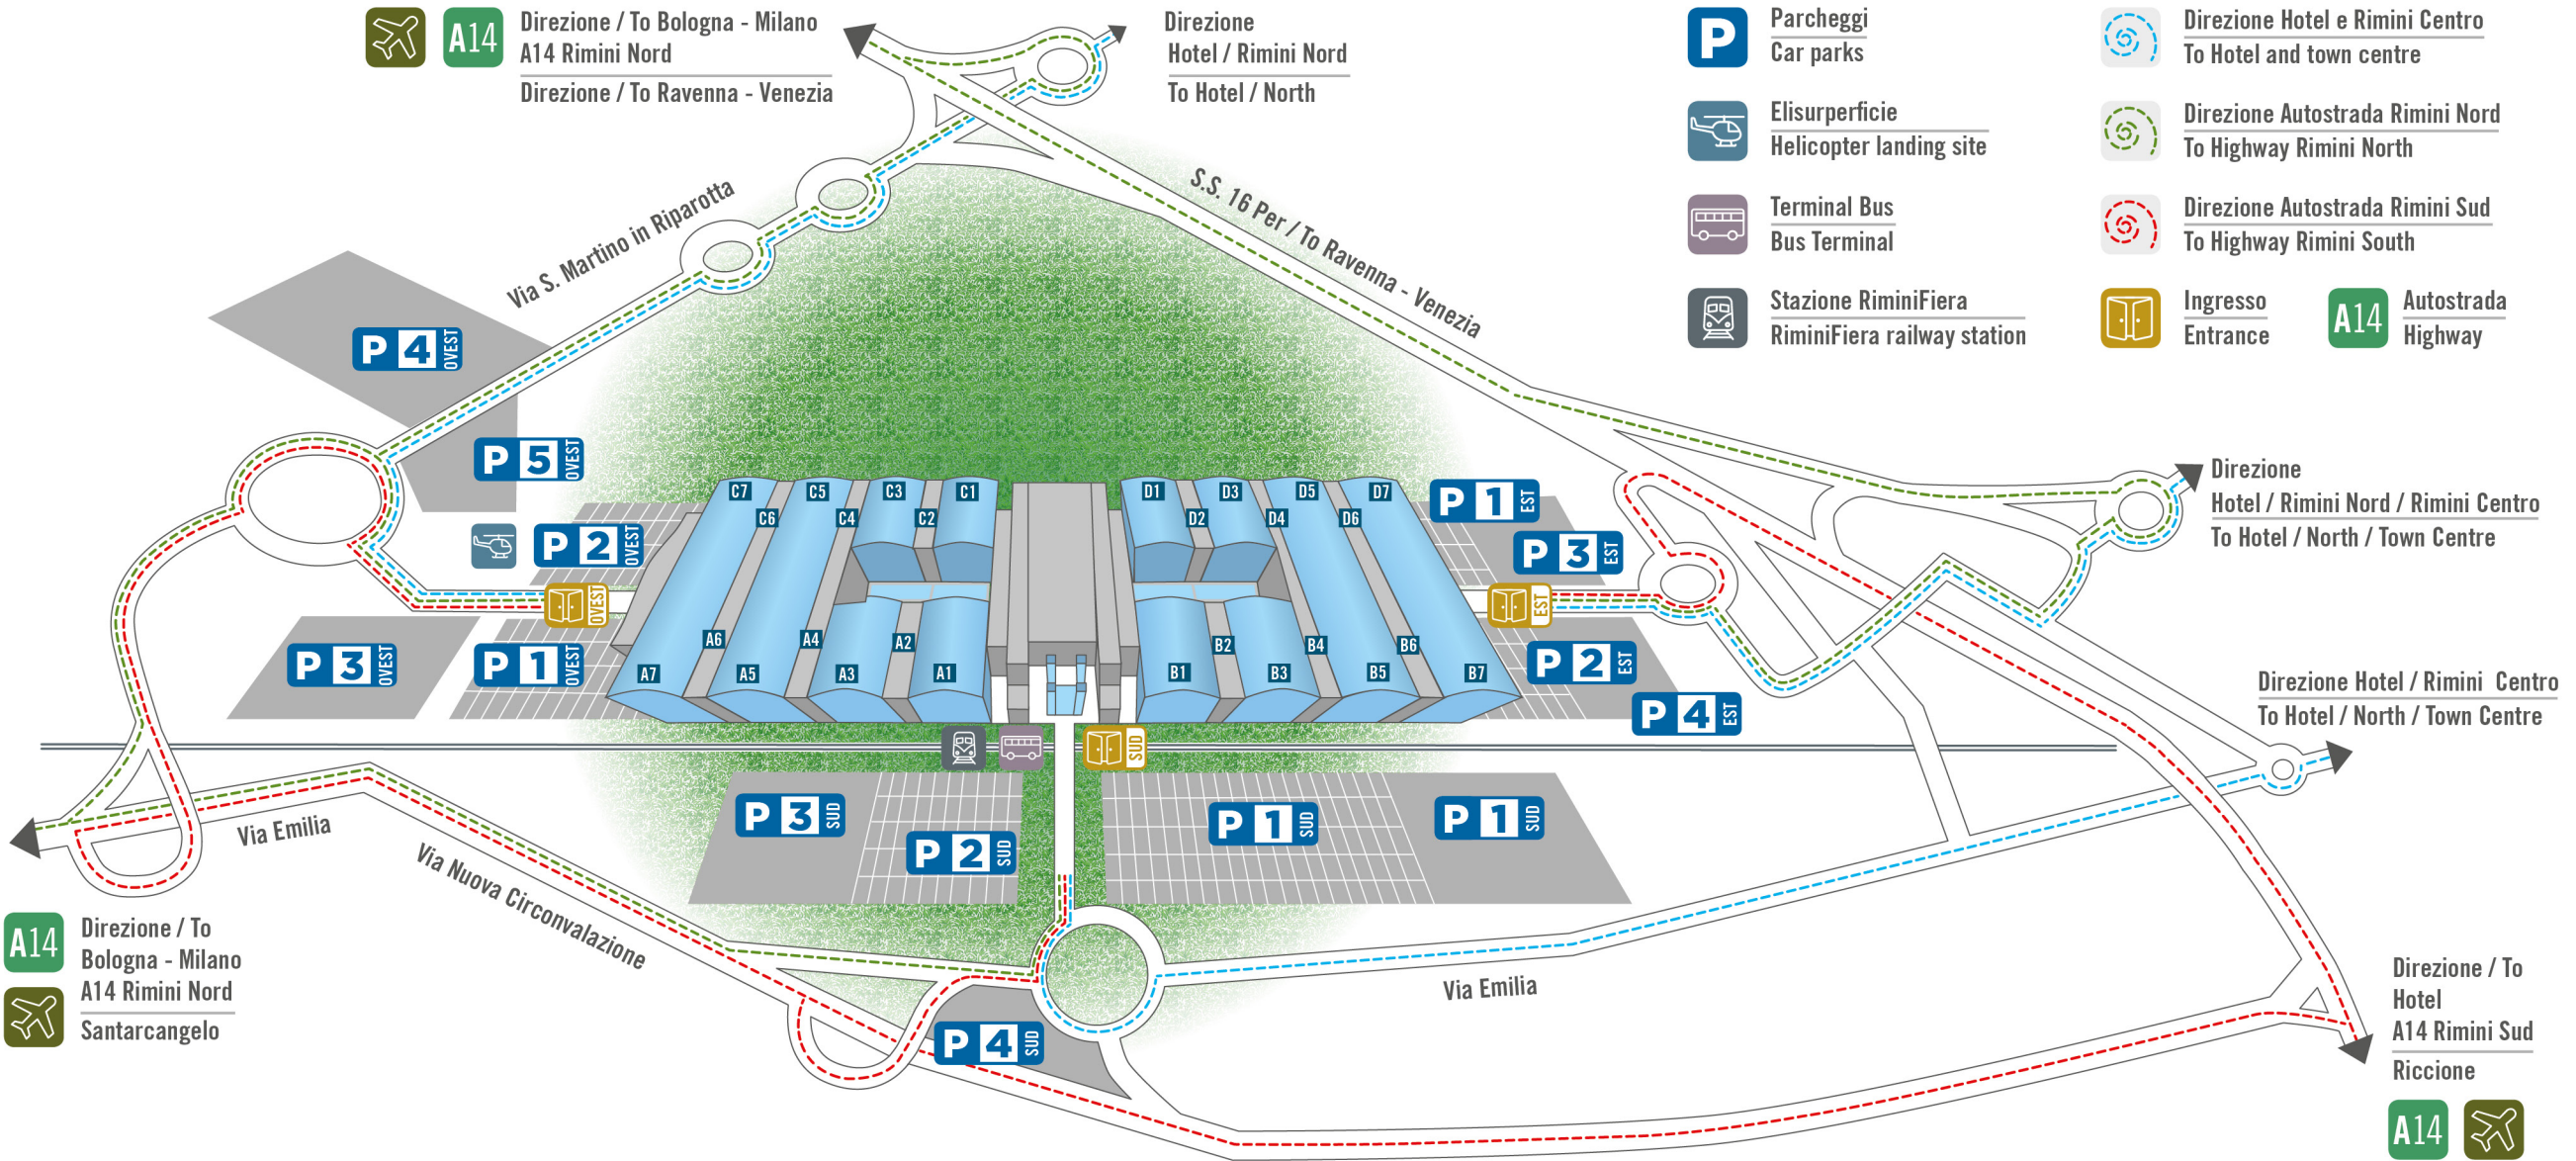 A14
Direzione / To Bologna - Milano
A14 Rimini Nord
Direzione / To Ravenna - Venezia
Direzione
Hotel / Rimini Nord
To Hotel / North
P
Parcheggi
Car parks
Elisurperficie
Helicopter landing site
Terminal Bus
Bus Terminal
Stazione RiminiFiera
RiminiFiera railway station
Direzione Hotel e Rimini Centro
To Hotel and town centre
Direzione Autostrada Rimini Nord
To Highway Rimini North
Direzione Autostrada Rimini Sud
To Highway Rimini South
Ingresso
Entrance
A14
Autostrada
Highway
Via S. Martino in Riparotta
S.S. 16 Per / To Ravenna - Venezia
P 4 OVEST
P 5 OVEST
P 2 OVEST
OVEST
P 3 OVEST
P 1 OVEST
C7
C5
C3
C1
C6
C4
C2
D1
D3
D5
D7
D2
D4
D6
A6
A4
A2
A7
A5
A3
A1
B2
B4
B6
B1
B3
B5
B7
P 1 EST
P 3 EST
EST
P 2 EST
P 4 EST
Direzione
Hotel / Rimini Nord / Rimini Centro
To Hotel / North / Town Centre
Direzione Hotel / Rimini Centro
To Hotel / North / Town Centre
SUD
P 3 SUD
P 2 SUD
P 1 SUD
P 1 SUD
P 4 SUD
Via Emilia
Via Nuova Circonvalazione
Via Emilia
A14
Direzione / To
Bologna - Milano
A14 Rimini Nord
Santarcangelo
Direzione / To
Hotel
A14 Rimini Sud
Riccione
A14